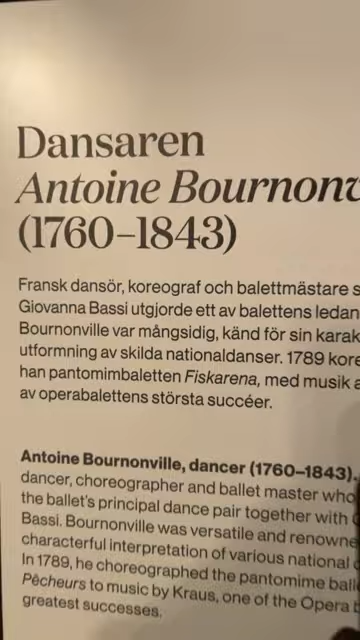 Dansaren
Antoine Bournonv
(1760–1843)
Fransk dansör, koreograf och balettmästare s
Giovanna Bassi utgjorde ett av balettens ledan
Bournonville var mångsidig, känd för sin karak
utformning av skilda nationaldanser. 1789 kore
han pantomimbaletten Fiskarena, med musik a
av operabalettens största succéer.
Antoine Bournonville, dancer (1760–1843),
dancer, choreographer and ballet master who
the ballet's principal dance pair together with
Bassi. Bournonville was versatile and renowne
characterful interpretation of various national
In 1789, he choreographed the pantomime ball
Pêcheurs to music by Kraus, one of the Opera b
greatest successes.